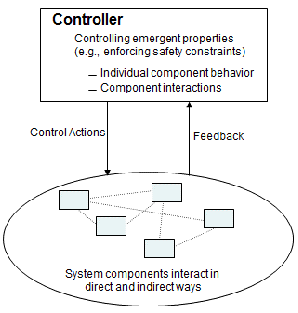 Controller
Controlling emergent properties
(e.g., enforcing safety constraints)
— Individual component behavior
— Component interactions
Control Actions
Feedback
System components interact in
direct and indirect ways